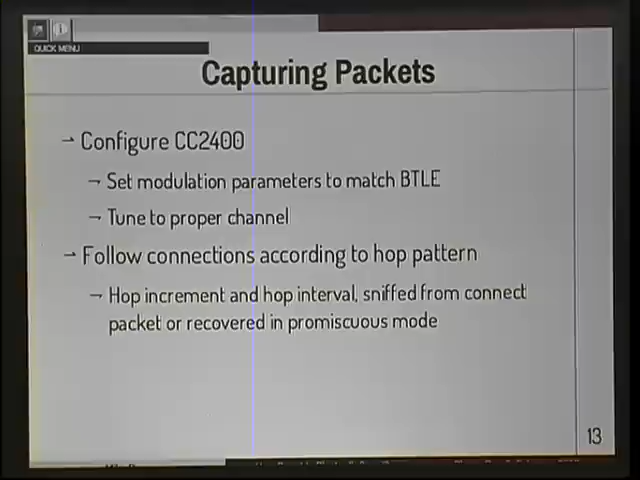 QUICK MENU
Capturing Packets
Configure CC2400
→ Set modulation parameters to match BTLE
→ Tune to proper channel
Follow connections according to hop pattern
→ Hop increment and hop interval, sniffed from connect
packet or recovered in promiscuous mode
13